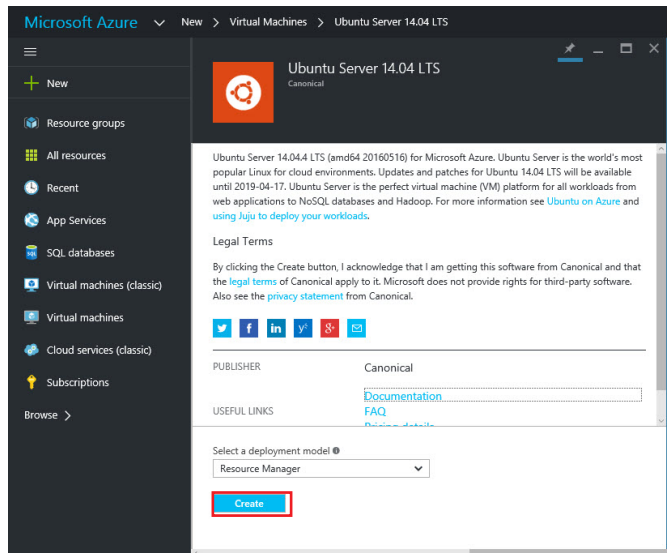 Microsoft Azure New > Virtual Machines > Ubuntu Server 14.04 LTS
New
Resource groups
All resources
Recent
App Services
SQL databases
Virtual machines (classic)
Virtual machines
Cloud services (classic)
Subscriptions
Browse >
Ubuntu Server 14.04 LTS
Canonical
Ubuntu Server 14.04.4 LTS (amd64 20160516) for Microsoft Azure. Ubuntu Server is the world's most
popular Linux for cloud environments. Updates and patches for Ubuntu 14.04 LTS will be available
until 2019-04-17. Ubuntu Server is the perfect virtual machine (VM) platform for all workloads from
web applications to NoSQL databases and Hadoop. For more information see Ubuntu on Azure and
using Juju to deploy your workloads.
Legal Terms
By clicking the Create button, I acknowledge that I am getting this software from Canonical and that
the legal terms of Canonical apply to it. Microsoft does not provide rights for third-party software.
Also see the privacy statement from Canonical.
PUBLISHER Canonical
Documentation
USEFUL LINKS FAQ
Pricing details
Select a deployment model
Resource Manager
Create